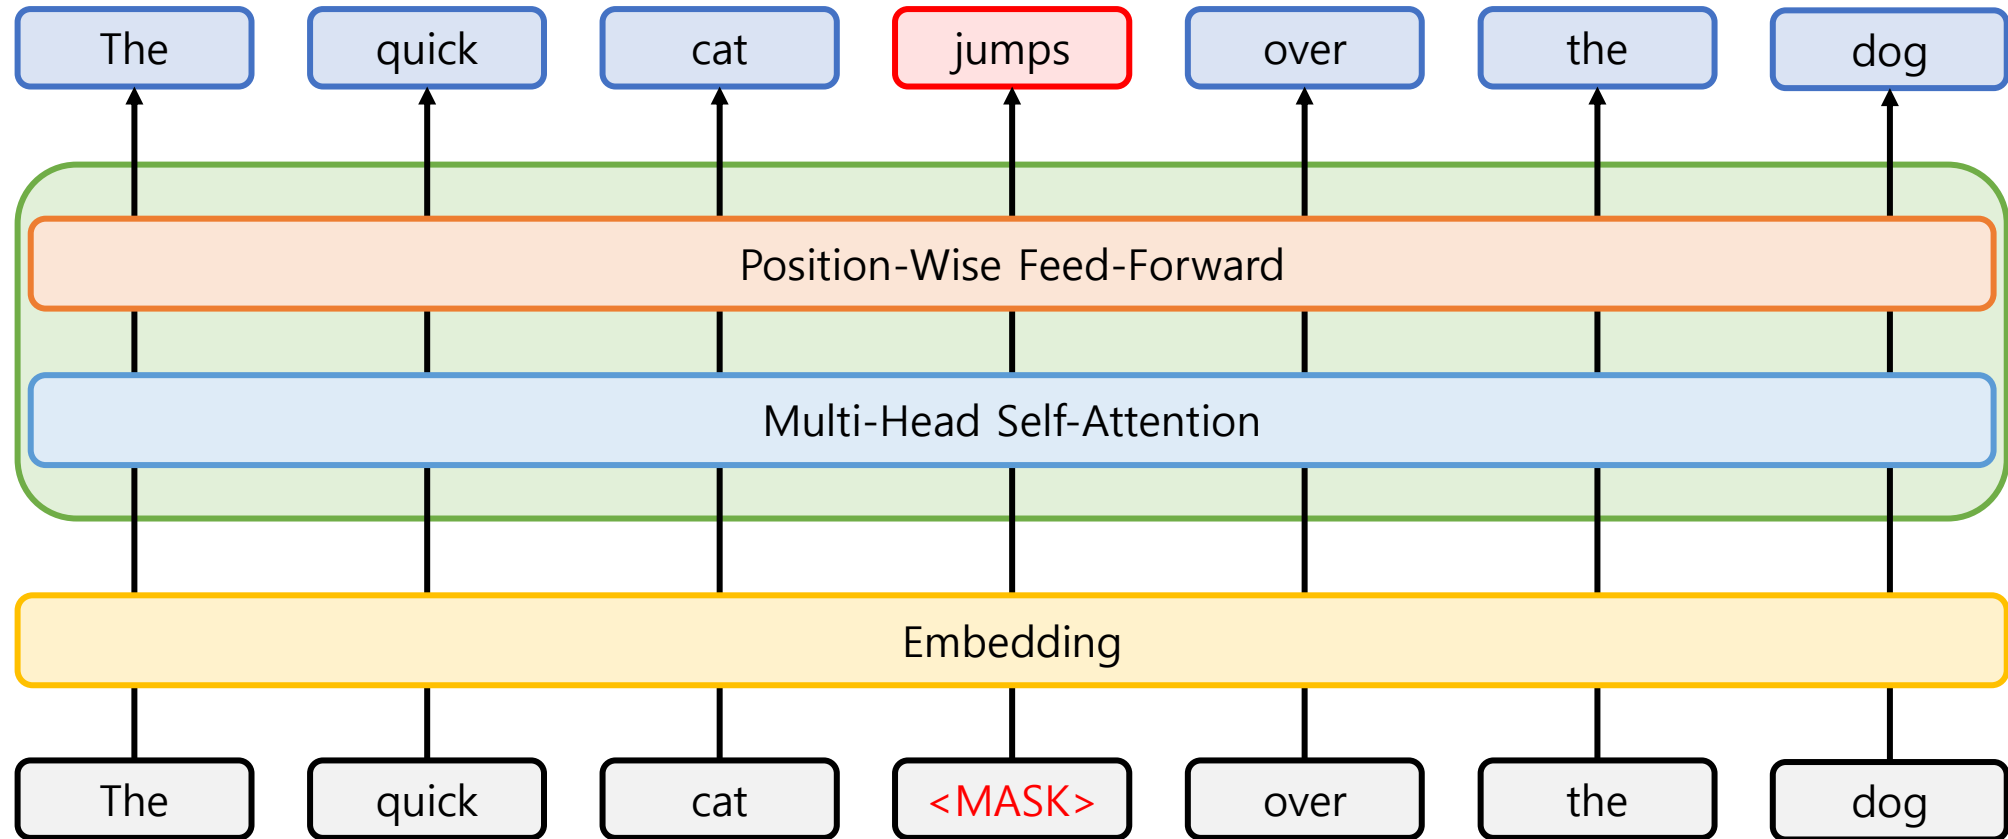 The quick cat jumps over the dog
Position-Wise Feed-Forward
Multi-Head Self-Attention
Embedding
The quick cat <MASK> over the dog